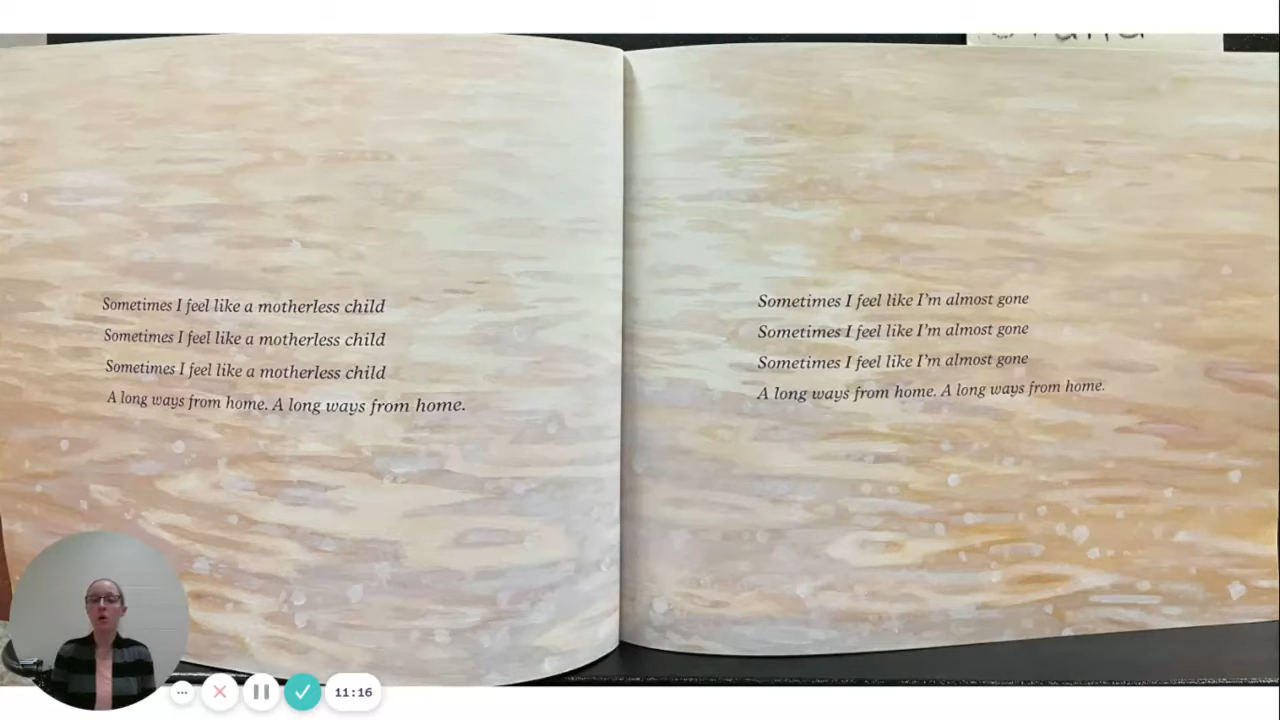 Sometimes I feel like a motherless child
Sometimes I feel like a motherless child
Sometimes I feel like a motherless child
A long ways from home. A long ways from home.
Sometimes I feel like I'm almost gone
Sometimes I feel like I'm almost gone
Sometimes I feel like I'm almost gone
A long ways from home. A long ways from home.
11:16